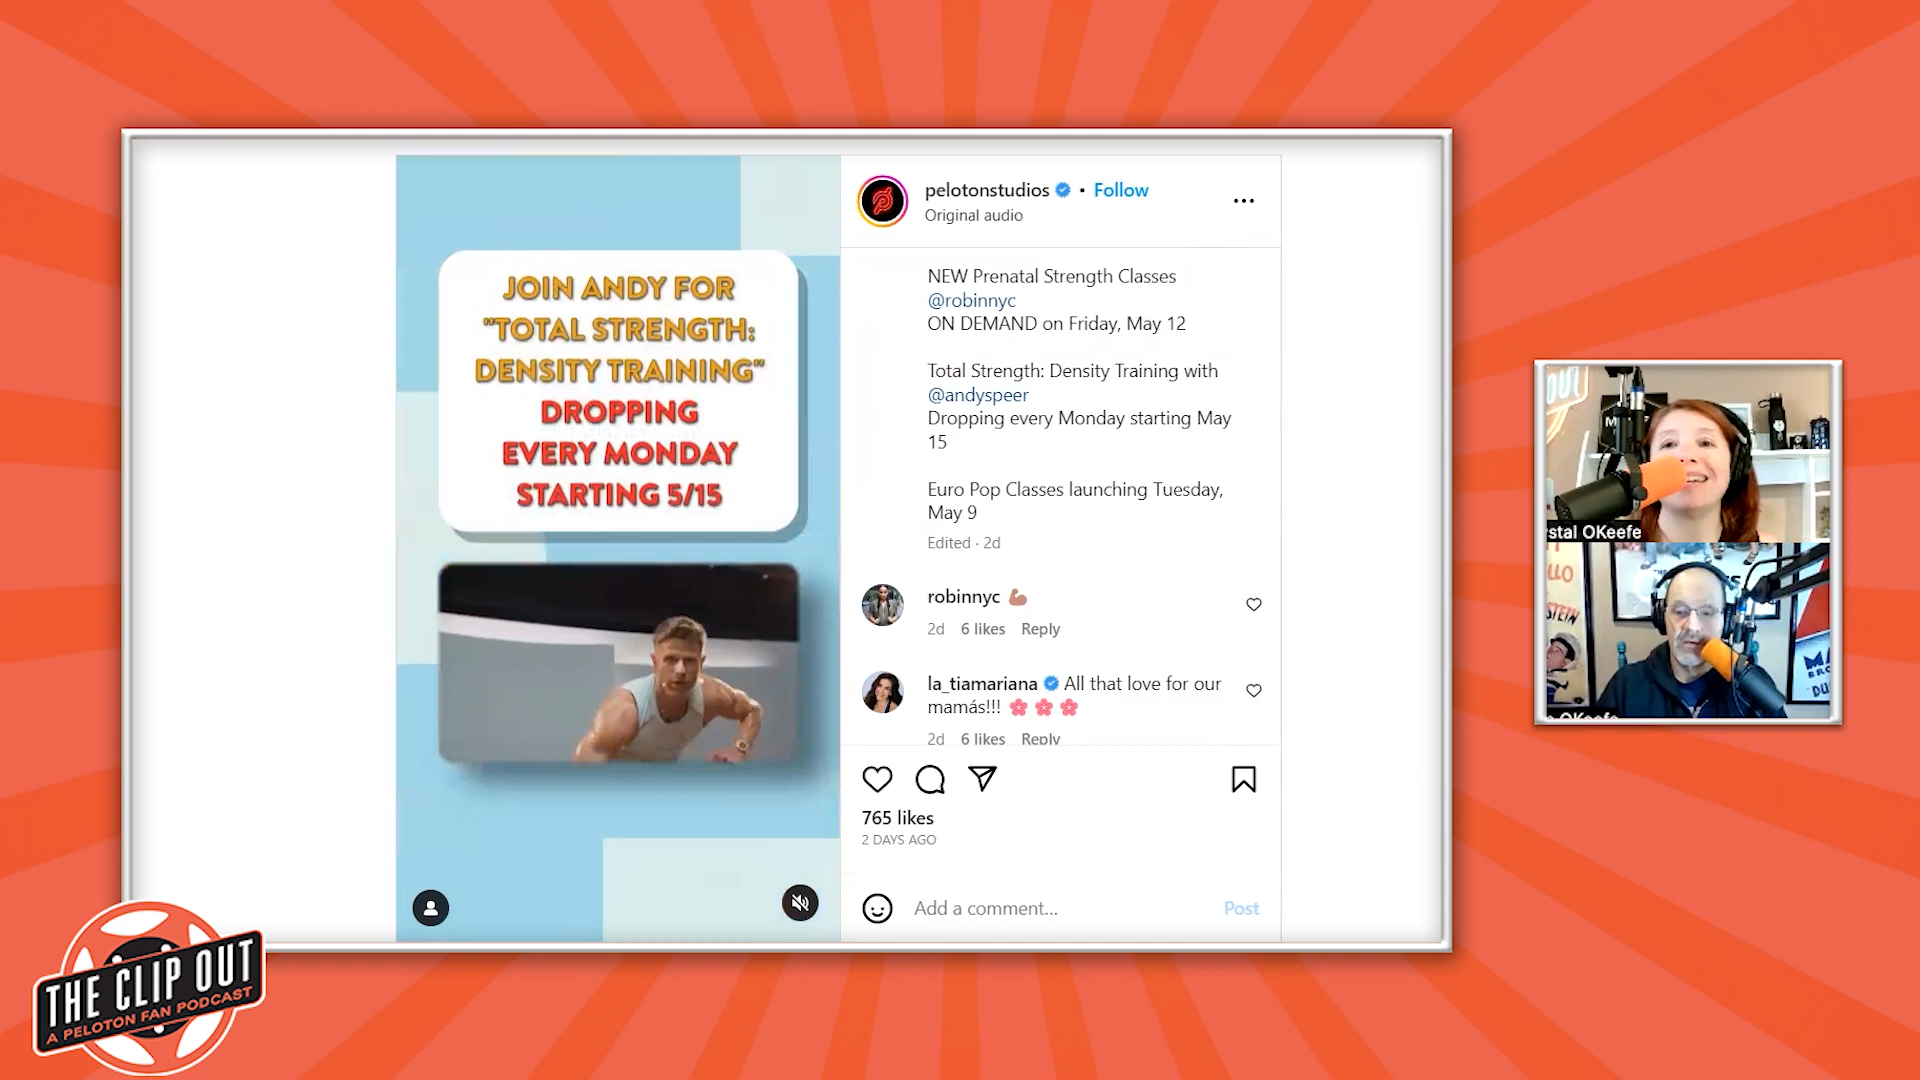 JOIN ANDY FOR
"TOTAL STRENGTH:
DENSITY TRAINING"
DROPPING
EVERY MONDAY
STARTING 5/15
pelotonstudios • Follow
Original audio
NEW Prenatal Strength Classes
@robinnyc
ON DEMAND on Friday, May 12
Total Strength: Density Training with
@andyspeer
Dropping every Monday starting May
15
Euro Pop Classes launching Tuesday,
May 9
Edited · 2d
robinnyc 💪🏽
2d 6 likes Reply
la_tiamariana All that love for our
mamás!!! 🌸🌸🌸
2d 6 likes Reply
765 likes
2 DAYS AGO
Add a comment... Post
stal OKeefe
THE CLIP OUT
A PELOTON FAN PODCAST